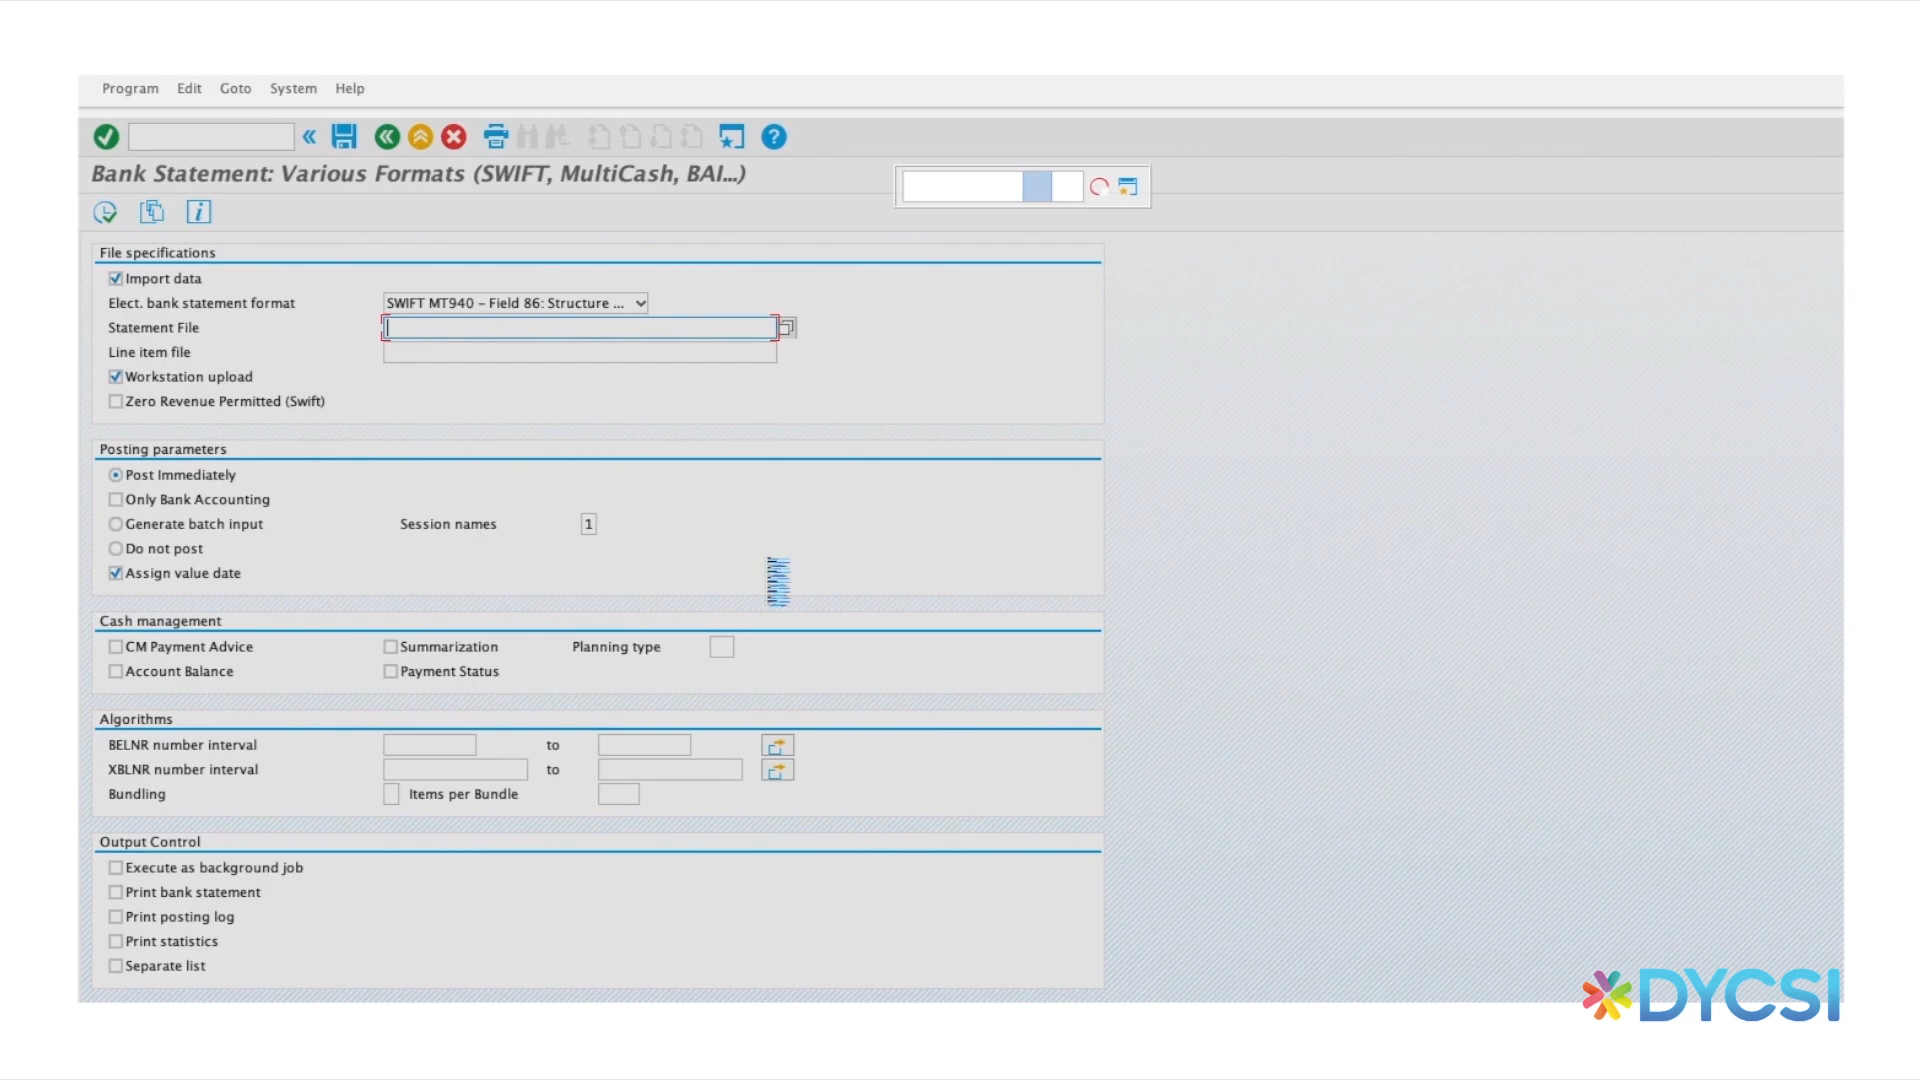 Program Edit Goto System Help
Bank Statement: Various Formats (SWIFT, MultiCash, BAI...)
File specifications
Import data
Elect. bank statement format SWIFT MT940 – Field 86: Structure ...
Statement File
Line item file
Workstation upload
Zero Revenue Permitted (Swift)
Posting parameters
Post Immediately
Only Bank Accounting
Generate batch input Session names 1
Do not post
Assign value date
Cash management
CM Payment Advice Summarization Planning type
Account Balance Payment Status
Algorithms
BELNR number interval to
XBLNR number interval to
Bundling Items per Bundle
Output Control
Execute as background job
Print bank statement
Print posting log
Print statistics
Separate list
DYCSI